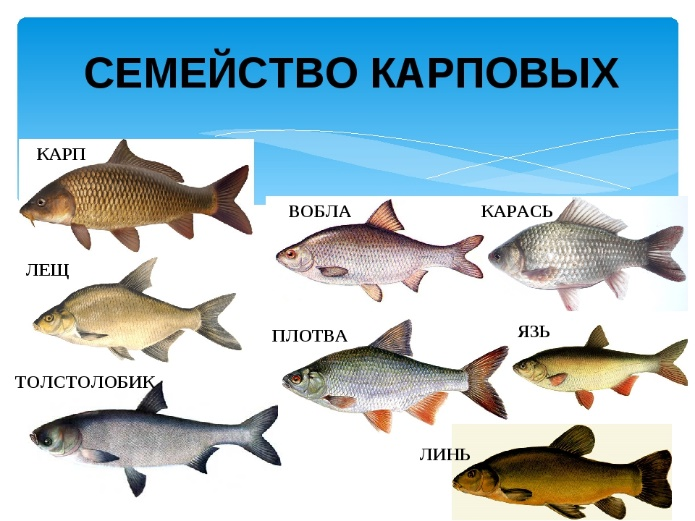 СЕМЕЙСТВО КАРПОВЫХ
КАРП
ВОБЛА
КАРАСЬ
ЛЕЩ
ПЛОТВА
ЯЗЬ
ТОЛСТОЛОБИК
ЛИНЬ